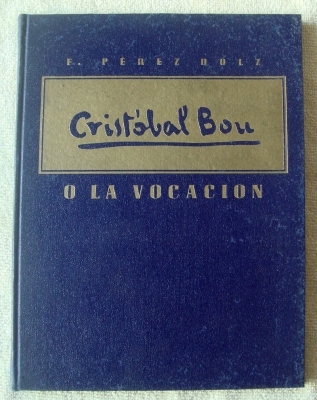 F. PÉREZ DOLZ
Cristóbal Bou
O LA VOCACION